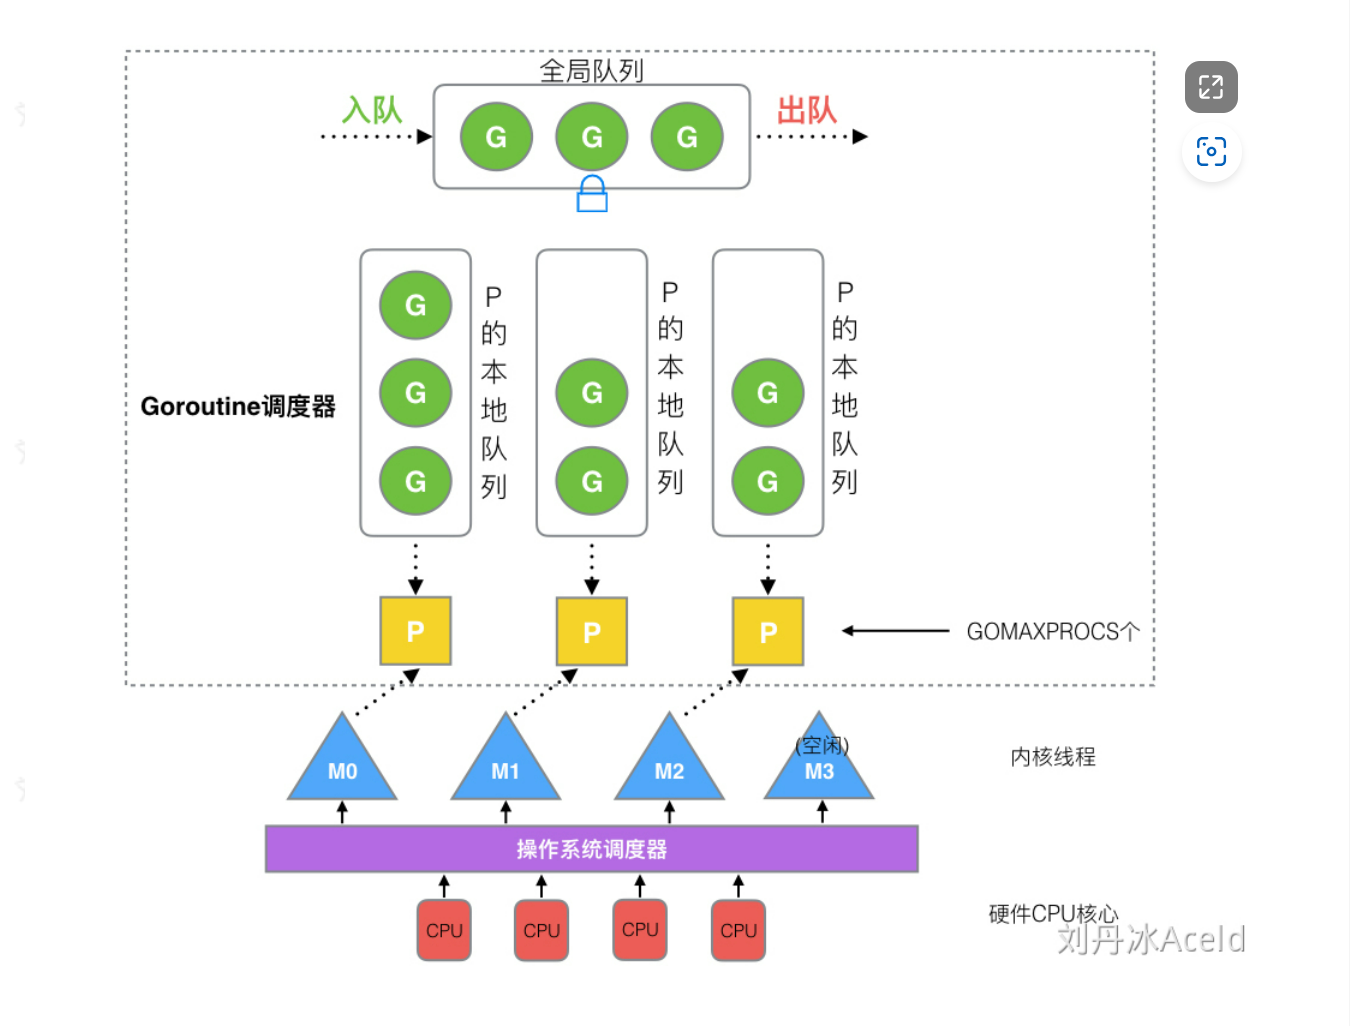 全局队列
入队
出队
G G G
Goroutine调度器
G
G
G
P的本地队列
G
G
P的本地队列
G
G
P的本地队列
P P P
GOMAXPROCS个
M0 M1 M2 (空闲) M3
内核线程
操作系统调度器
CPU CPU CPU CPU
硬件CPU核心
刘丹冰Aceld